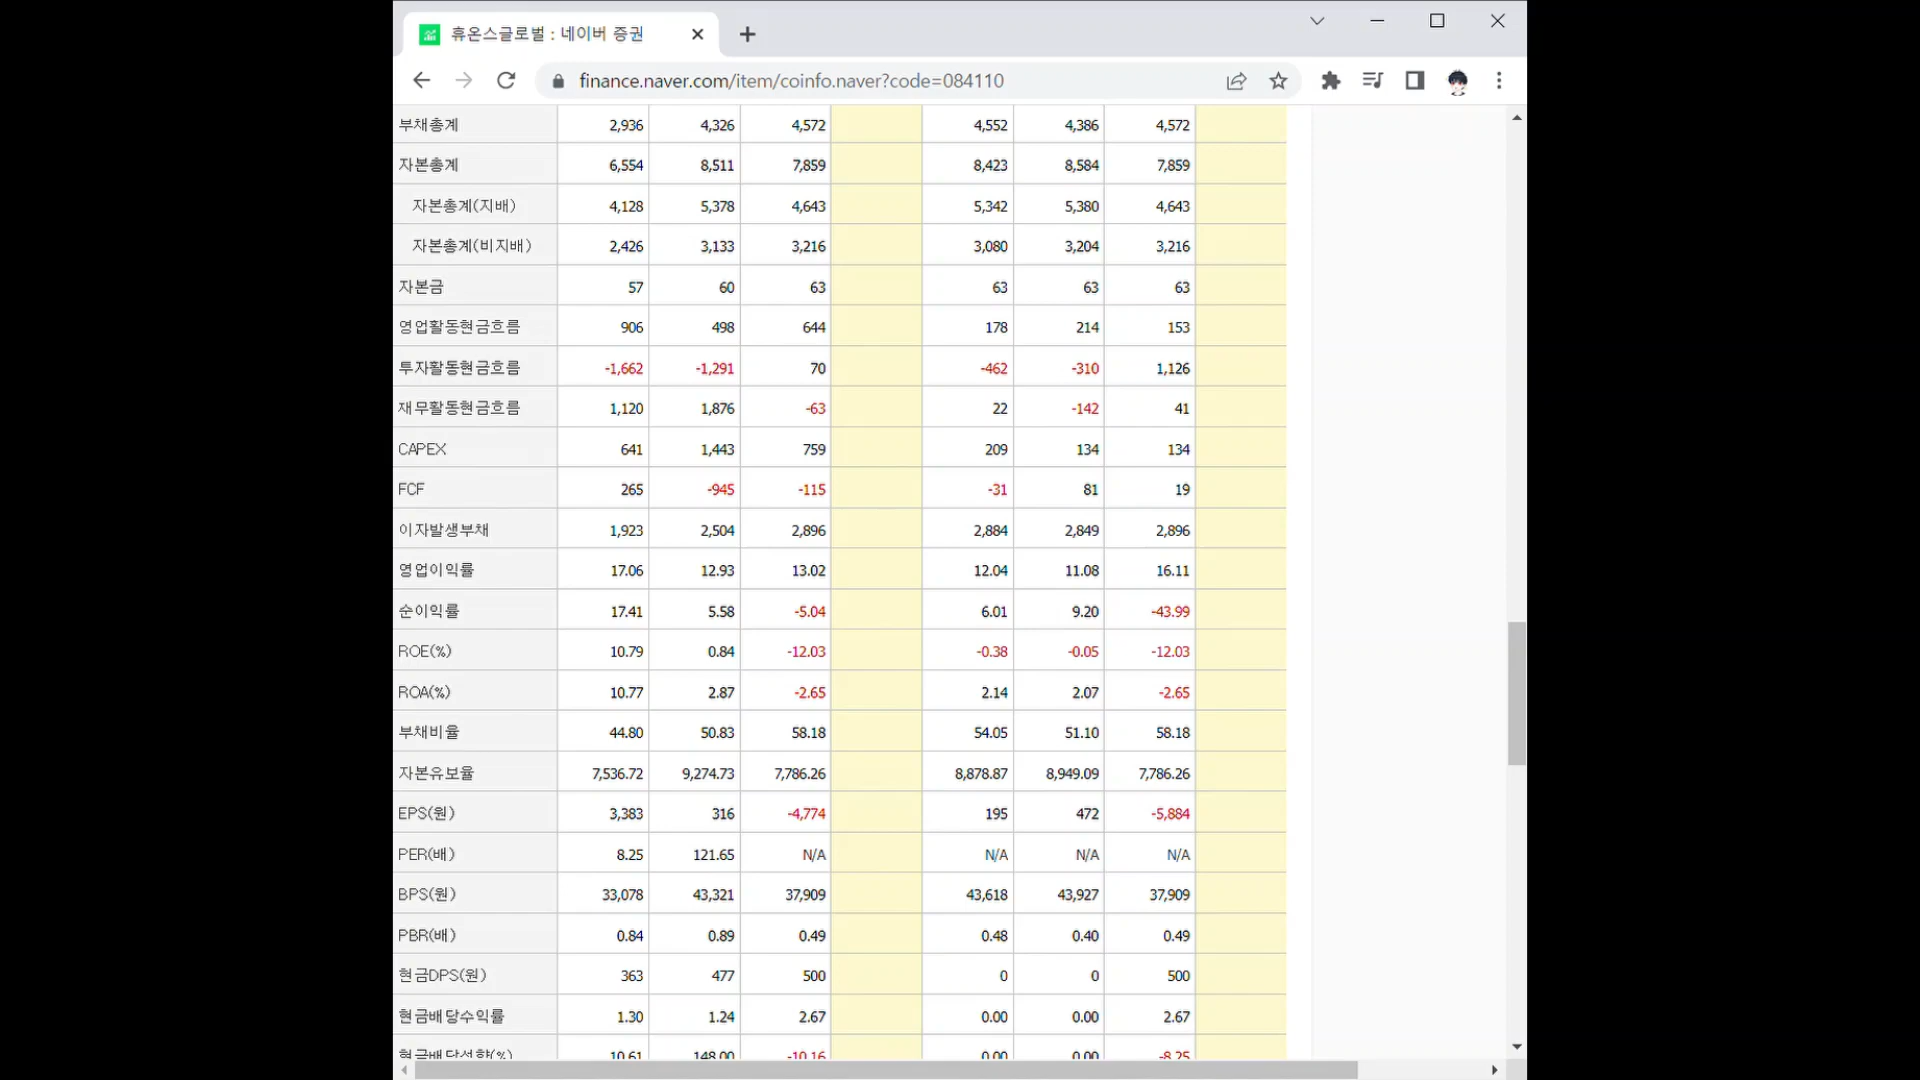 휴온스글로벌 : 네이버 증권
finance.naver.com/item/coinfo.naver?code=084110
부채총계 2,936 4,326 4,572 4,552 4,386 4,572
자본총계 6,554 8,511 7,859 8,423 8,584 7,859
자본총계(지배) 4,128 5,378 4,643 5,342 5,380 4,643
자본총계(비지배) 2,426 3,133 3,216 3,080 3,204 3,216
자본금 57 60 63 63 63 63
영업활동현금흐름 906 498 644 178 214 153
투자활동현금흐름 -1,662 -1,291 70 -462 -310 1,126
재무활동현금흐름 1,120 1,876 -63 22 -142 41
CAPEX 641 1,443 759 209 134 134
FCF 265 -945 -115 -31 81 19
이자발생부채 1,923 2,504 2,896 2,884 2,849 2,896
영업이익률 17.06 12.93 13.02 12.04 11.08 16.11
순이익률 17.41 5.58 -5.04 6.01 9.20 -43.99
ROE(%) 10.79 0.84 -12.03 -0.38 -0.05 -12.03
ROA(%) 10.77 2.87 -2.65 2.14 2.07 -2.65
부채비율 44.80 50.83 58.18 54.05 51.10 58.18
자본유보율 7,536.72 9,274.73 7,786.26 8,878.87 8,949.09 7,786.26
EPS(원) 3,383 316 -4,774 195 472 -5,884
PER(배) 8.25 121.65 N/A N/A N/A N/A
BPS(원) 33,078 43,321 37,909 43,618 43,927 37,909
PBR(배) 0.84 0.89 0.49 0.48 0.40 0.49
현금DPS(원) 363 477 500 0 0 500
현금배당수익률 1.30 1.24 2.67 0.00 0.00 2.67
현금배당성향(%) 10.61 148.00 -10.16 0.00 0.00 -8.25